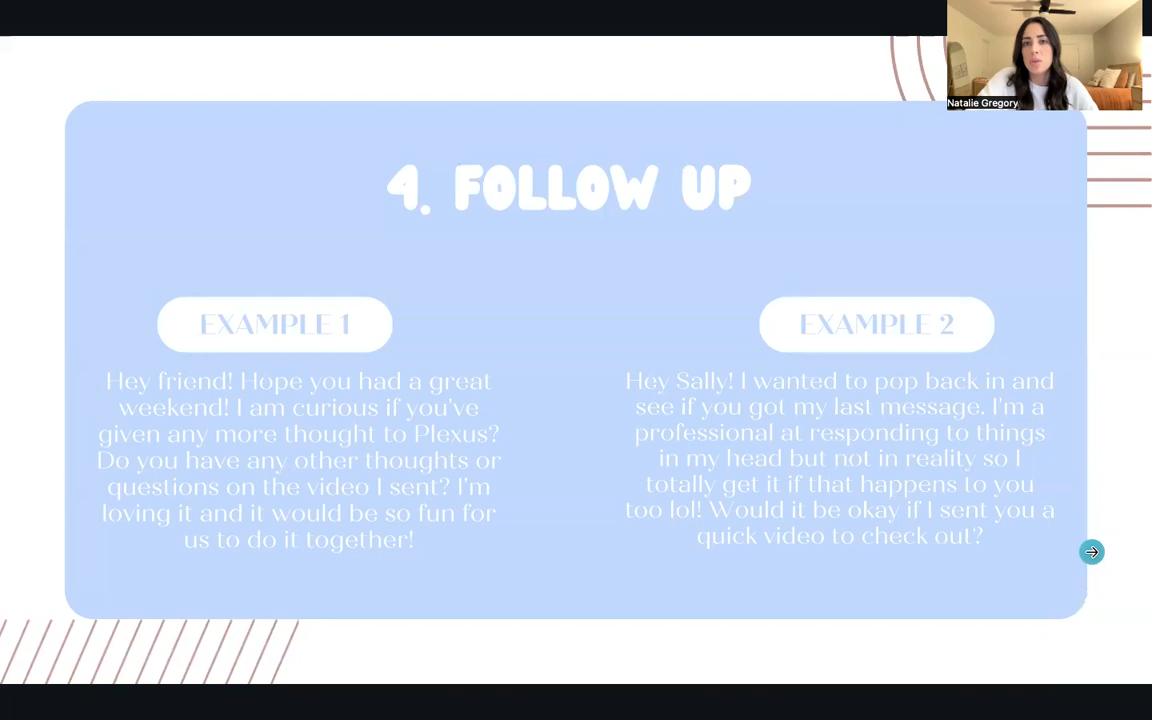 Natalie Gregory
4. FOLLOW UP
EXAMPLE 1
Hey friend! Hope you had a great
weekend! I am curious if you've
given any more thought to Plexus?
Do you have any other thoughts or
questions on the video I sent? I'm
loving it and it would be so fun for
us to do it together!
EXAMPLE 2
Hey Sally! I wanted to pop back in and
see if you got my last message. I'm a
professional at responding to things
in my head but not in reality so I
totally get it if that happens to you
too lol! Would it be okay if I sent you a
quick video to check out?